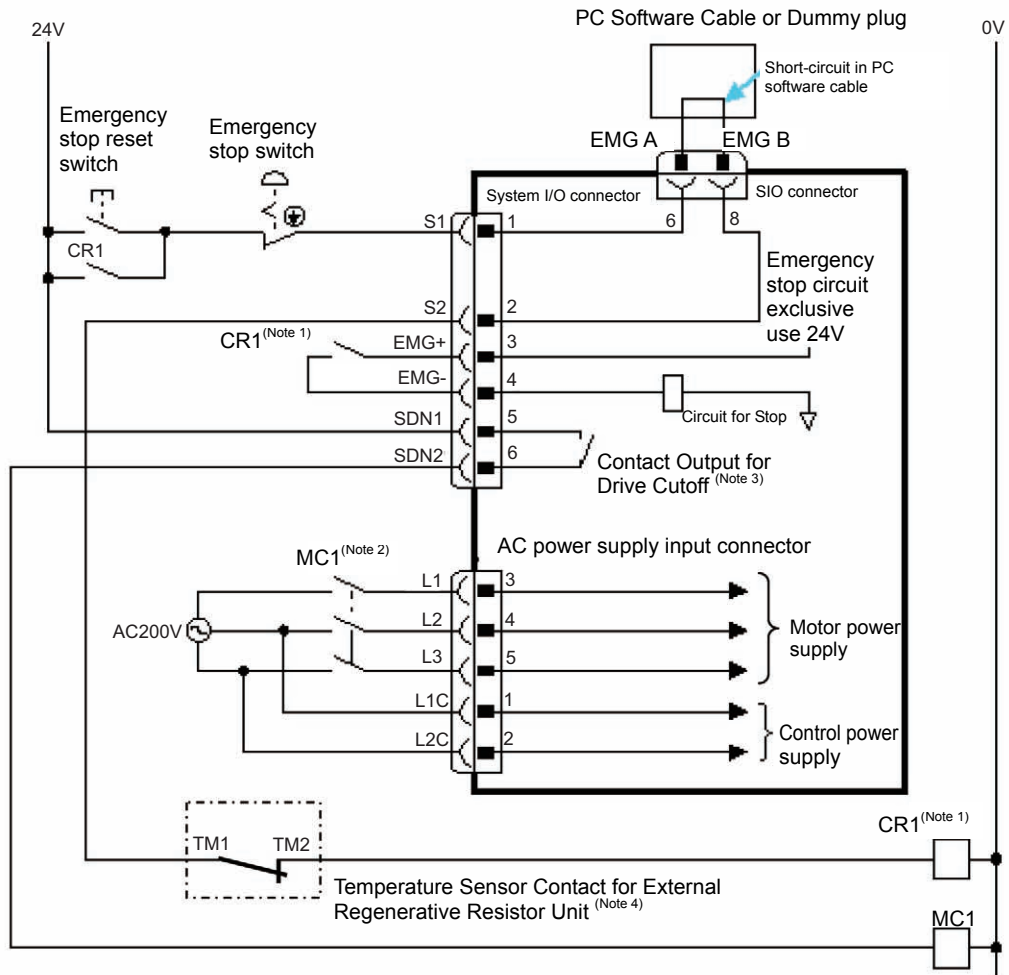 PC Software Cable or Dummy plug
24V
0V
Short-circuit in PC
software cable
Emergency
stop reset
switch
Emergency
stop switch
EMG A
EMG B
System I/O connector
SIO connector
S1
1
6
8
CR1
Emergency
stop circuit
exclusive
use 24V
S2
2
CR1(Note 1)
EMG+
3
EMG-
4
Circuit for Stop
SDN1
5
SDN2
6
Contact Output for
Drive Cutoff (Note 3)
MC1(Note 2)
AC power supply input connector
L1
3
AC200V
L2
4
Motor power
supply
L3
5
L1C
1
L2C
2
Control power
supply
CR1(Note 1)
TM1
TM2
Temperature Sensor Contact for External
Regenerative Resistor Unit (Note 4)
MC1